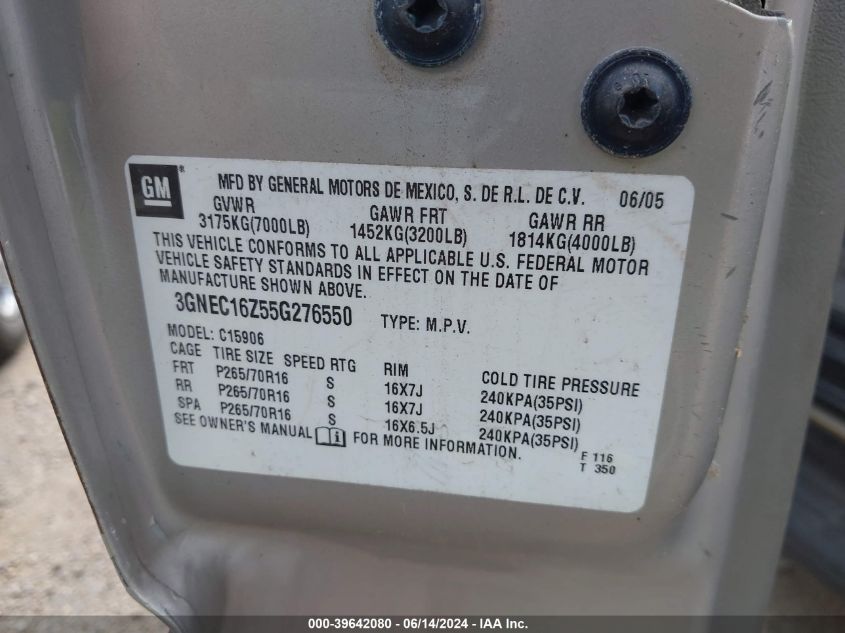 GM
MFD BY GENERAL MOTORS DE MEXICO, S. DE R.L. DE C.V. 06/05
GVWR GAWR FRT GAWR RR
3175KG(7000LB) 1452KG(3200LB) 1814KG(4000LB)
THIS VEHICLE CONFORMS TO ALL APPLICABLE U.S. FEDERAL MOTOR
VEHICLE SAFETY STANDARDS IN EFFECT ON THE DATE OF
MANUFACTURE SHOWN ABOVE.
3GNEC16Z55G276550 TYPE: M.P.V.
MODEL: C15906
CAGE TIRE SIZE SPEED RTG RIM COLD TIRE PRESSURE
FRT P265/70R16 S 16X7J 240KPA(35PSI)
RR P265/70R16 S 16X7J 240KPA(35PSI)
SPA P265/70R16 S 16X6.5J 240KPA(35PSI)
SEE OWNER'S MANUAL FOR MORE INFORMATION.
F 116
T 350
000-39642080 - 06/14/2024 - IAA Inc.